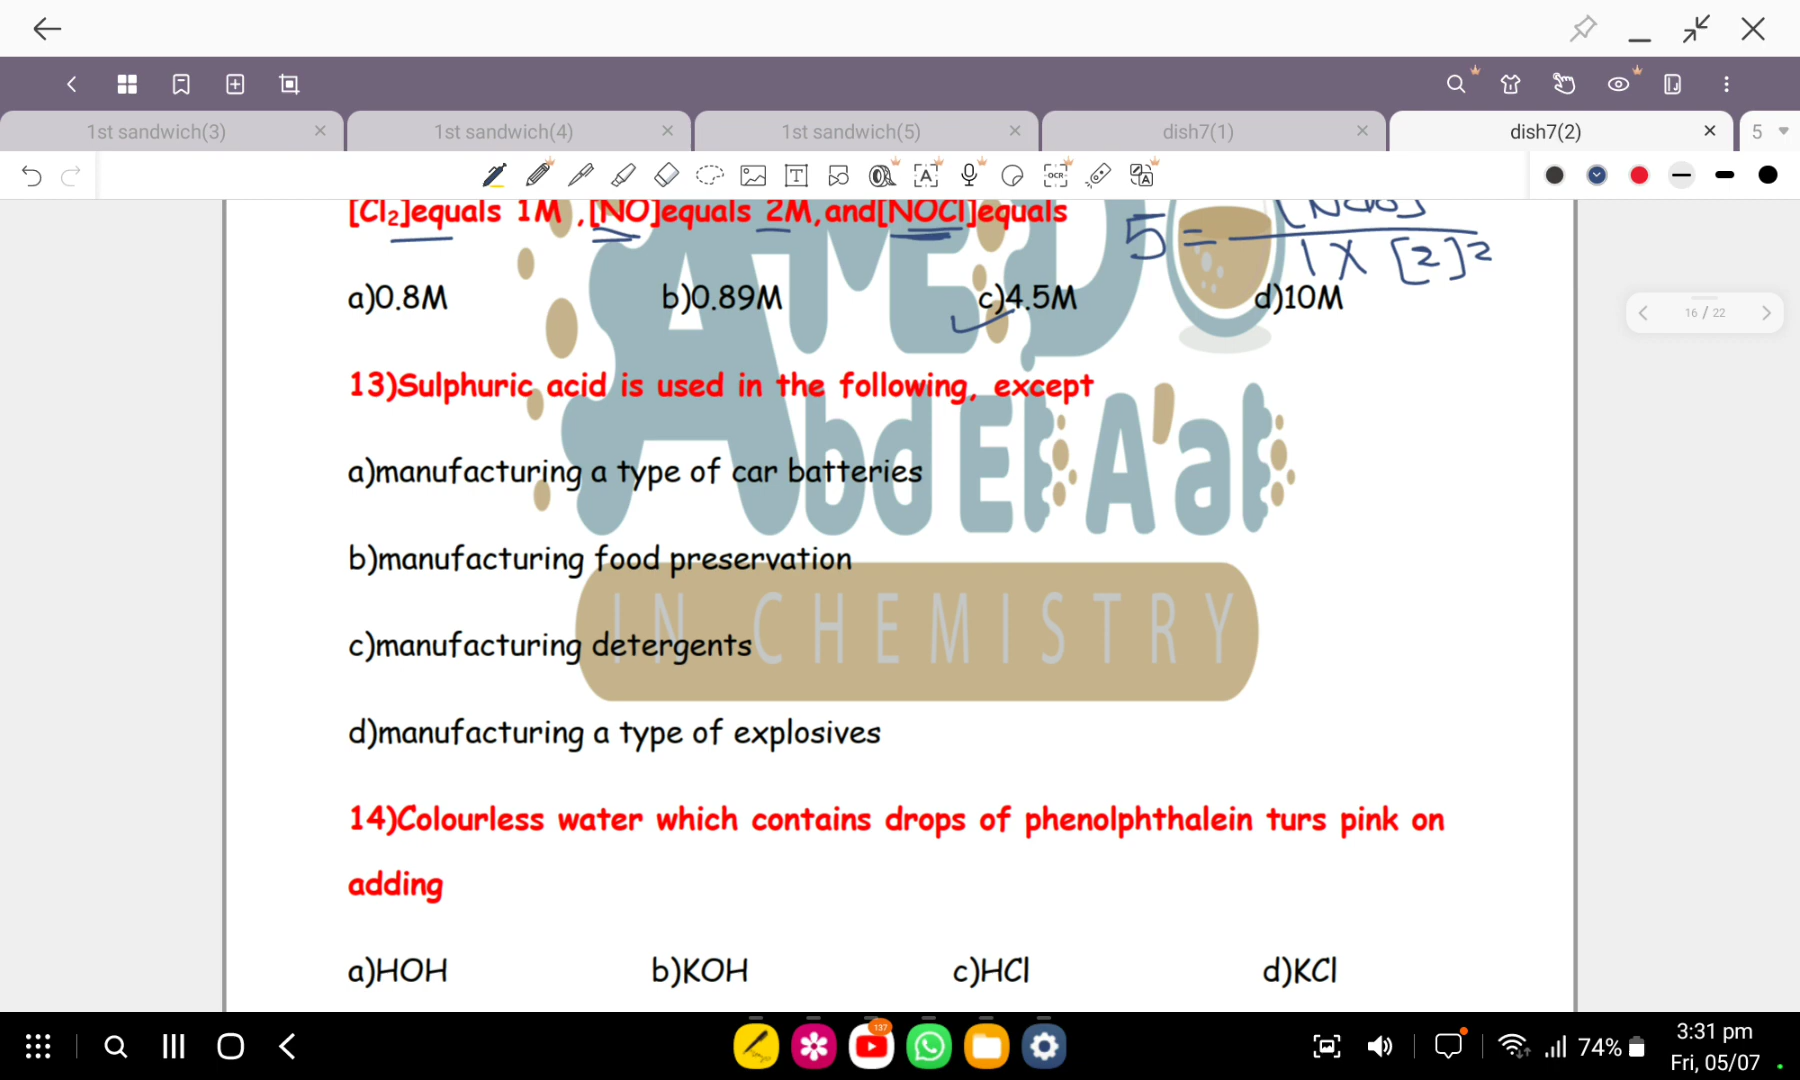 1st sandwich(3)
1st sandwich(4)
1st sandwich(5)
dish7(1)
dish7(2)
5
OCR
[Cl₂]equals 1M ,[NO]equals 2M,and[NOCl]equals
5 = 1 X [2]²
a)0.8M b)0.89M c)4.5M d)10M
16 / 22
13)Sulphuric acid is used in the following, except
a)manufacturing a type of car batteries
Abd El A'al
b)manufacturing food preservation
IN CHEMISTRY
c)manufacturing detergents
d)manufacturing a type of explosives
14)Colourless water which contains drops of phenolphthalein turs pink on
adding
a)HOH b)KOH c)HCl d)KCl
137
74%
3:31 pm
Fri, 05/07